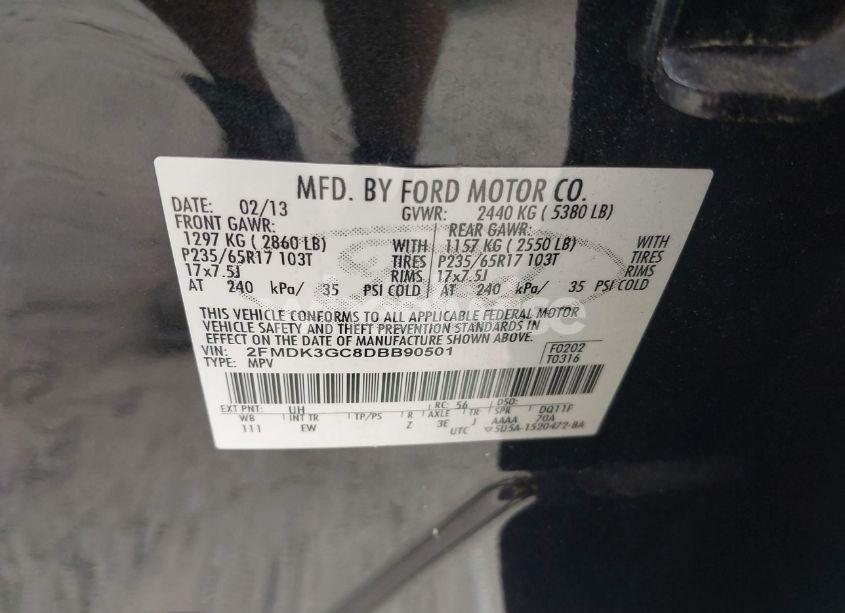 MFD. BY FORD MOTOR CO.
DATE: 02/13 GVWR: 2440 KG ( 5380 LB)
FRONT GAWR: REAR GAWR:
1297 KG ( 2860 LB) WITH 1157 KG ( 2550 LB) WITH
P235/65R17 103T TIRES P235/65R17 103T TIRES
17x7.5J RIMS 17x7.5J RIMS
AT 240 kPa/ 35 PSI COLD AT 240 kPa/ 35 PSI COLD
THIS VEHICLE CONFORMS TO ALL APPLICABLE FEDERAL MOTOR
VEHICLE SAFETY AND THEFT PREVENTION STANDARDS IN
EFFECT ON THE DATE OF MANUFACTURE SHOWN ABOVE.
VIN: 2FMDK3GC8DBB90501 F0202
TYPE: MPV T0316
EXT PNT: UH RC: 56 DSO:
WB INT TR TP/PS R AXLE TR SPR DQ11F
111 EW Z 3E J AAAA 70A
UTC 5U5A-1520472-BA